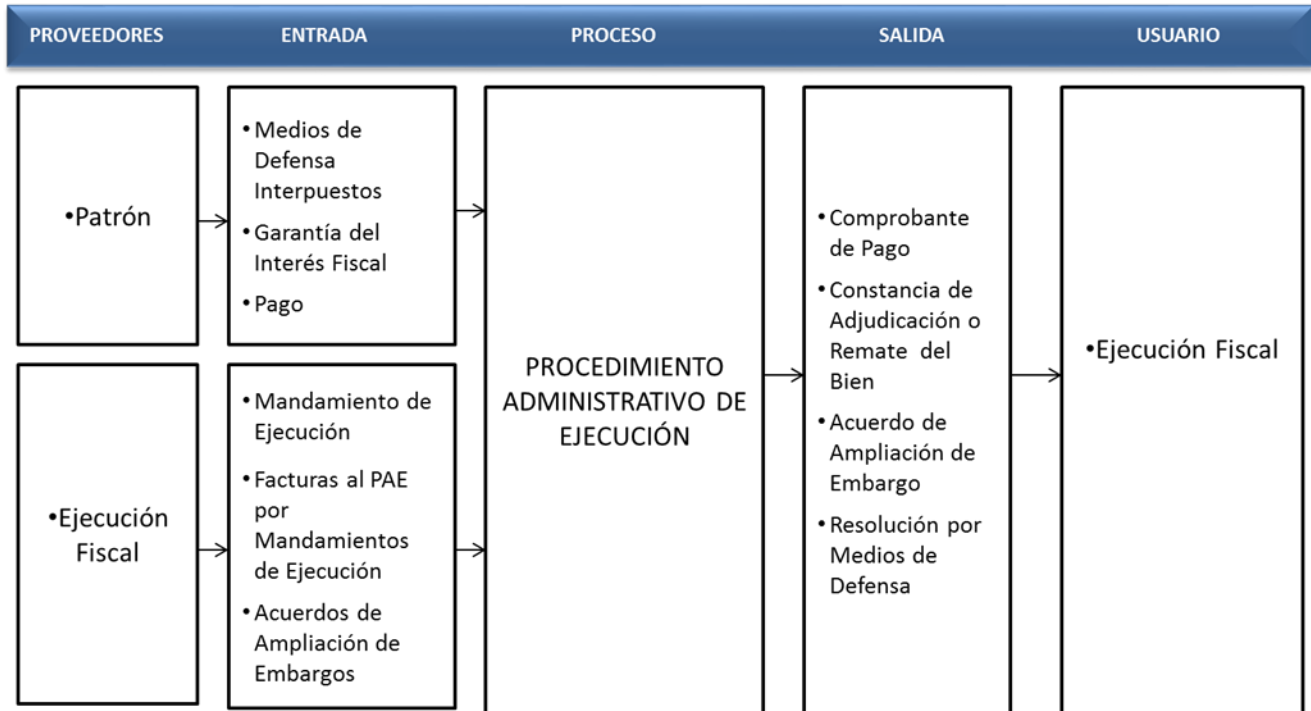 PROVEEDORES
ENTRADA
PROCESO
SALIDA
USUARIO
•Patrón
• Medios de
Defensa
Interpuestos
• Garantía del
Interés Fiscal
• Pago
•Ejecución
Fiscal
• Mandamiento de
Ejecución
• Facturas al PAE
por
Mandamientos
de Ejecución
• Acuerdos de
Ampliación de
Embargos
PROCEDIMIENTO
ADMINISTRATIVO DE
EJECUCIÓN
• Comprobante
de Pago
• Constancia de
Adjudicación o
Remate del
Bien
• Acuerdo de
Ampliación de
Embargo
• Resolución por
Medios de
Defensa
•Ejecución Fiscal